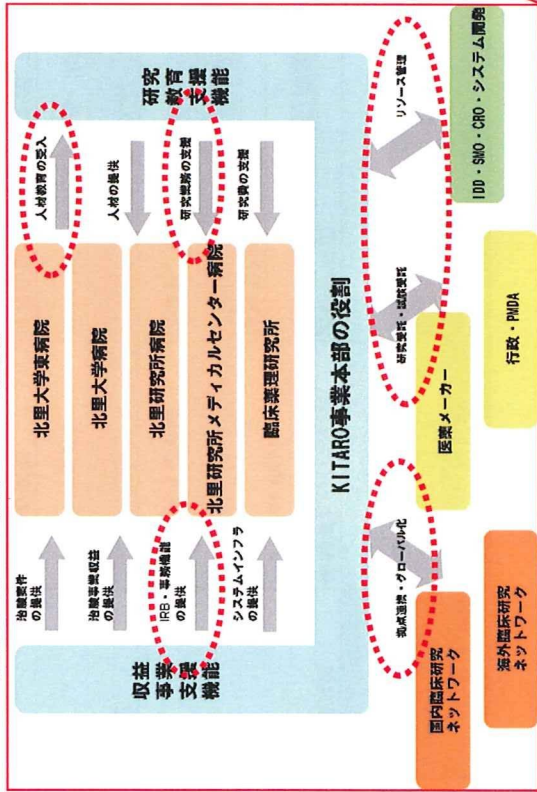 収益
事業
支援
機能
治験案件
の提供
治験事業収益
の提供
IRB・事務機能
の提供
システムインフラ
の提供
北里大学東病院
北里大学病院
北里研究所病院
北里研究所メディカルセンター病院
臨床薬理研究所
人材教育の受入
人材の提供
研究業務の支援
研究費の支援
研究
教育
支援
機能
KITARO事業本部の役割
拠点連携・グローバル化
研究受託・試験受託
リソース管理
国内臨床研究
ネットワーク
医薬メーカー
IDD・SMO・CRO・システム開発
海外臨床研究
ネットワーク
行政・PMDA